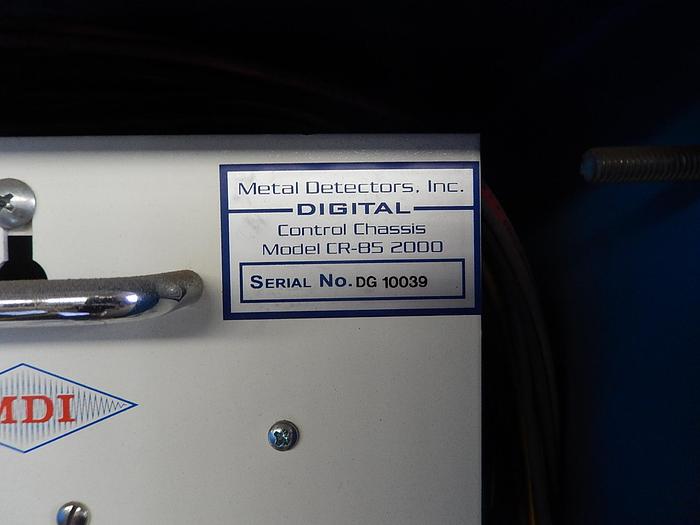 Metal Detectors, Inc.
DIGITAL
Control Chassis
Model CR-85 2000
SERIAL No. DG 10039
MDI